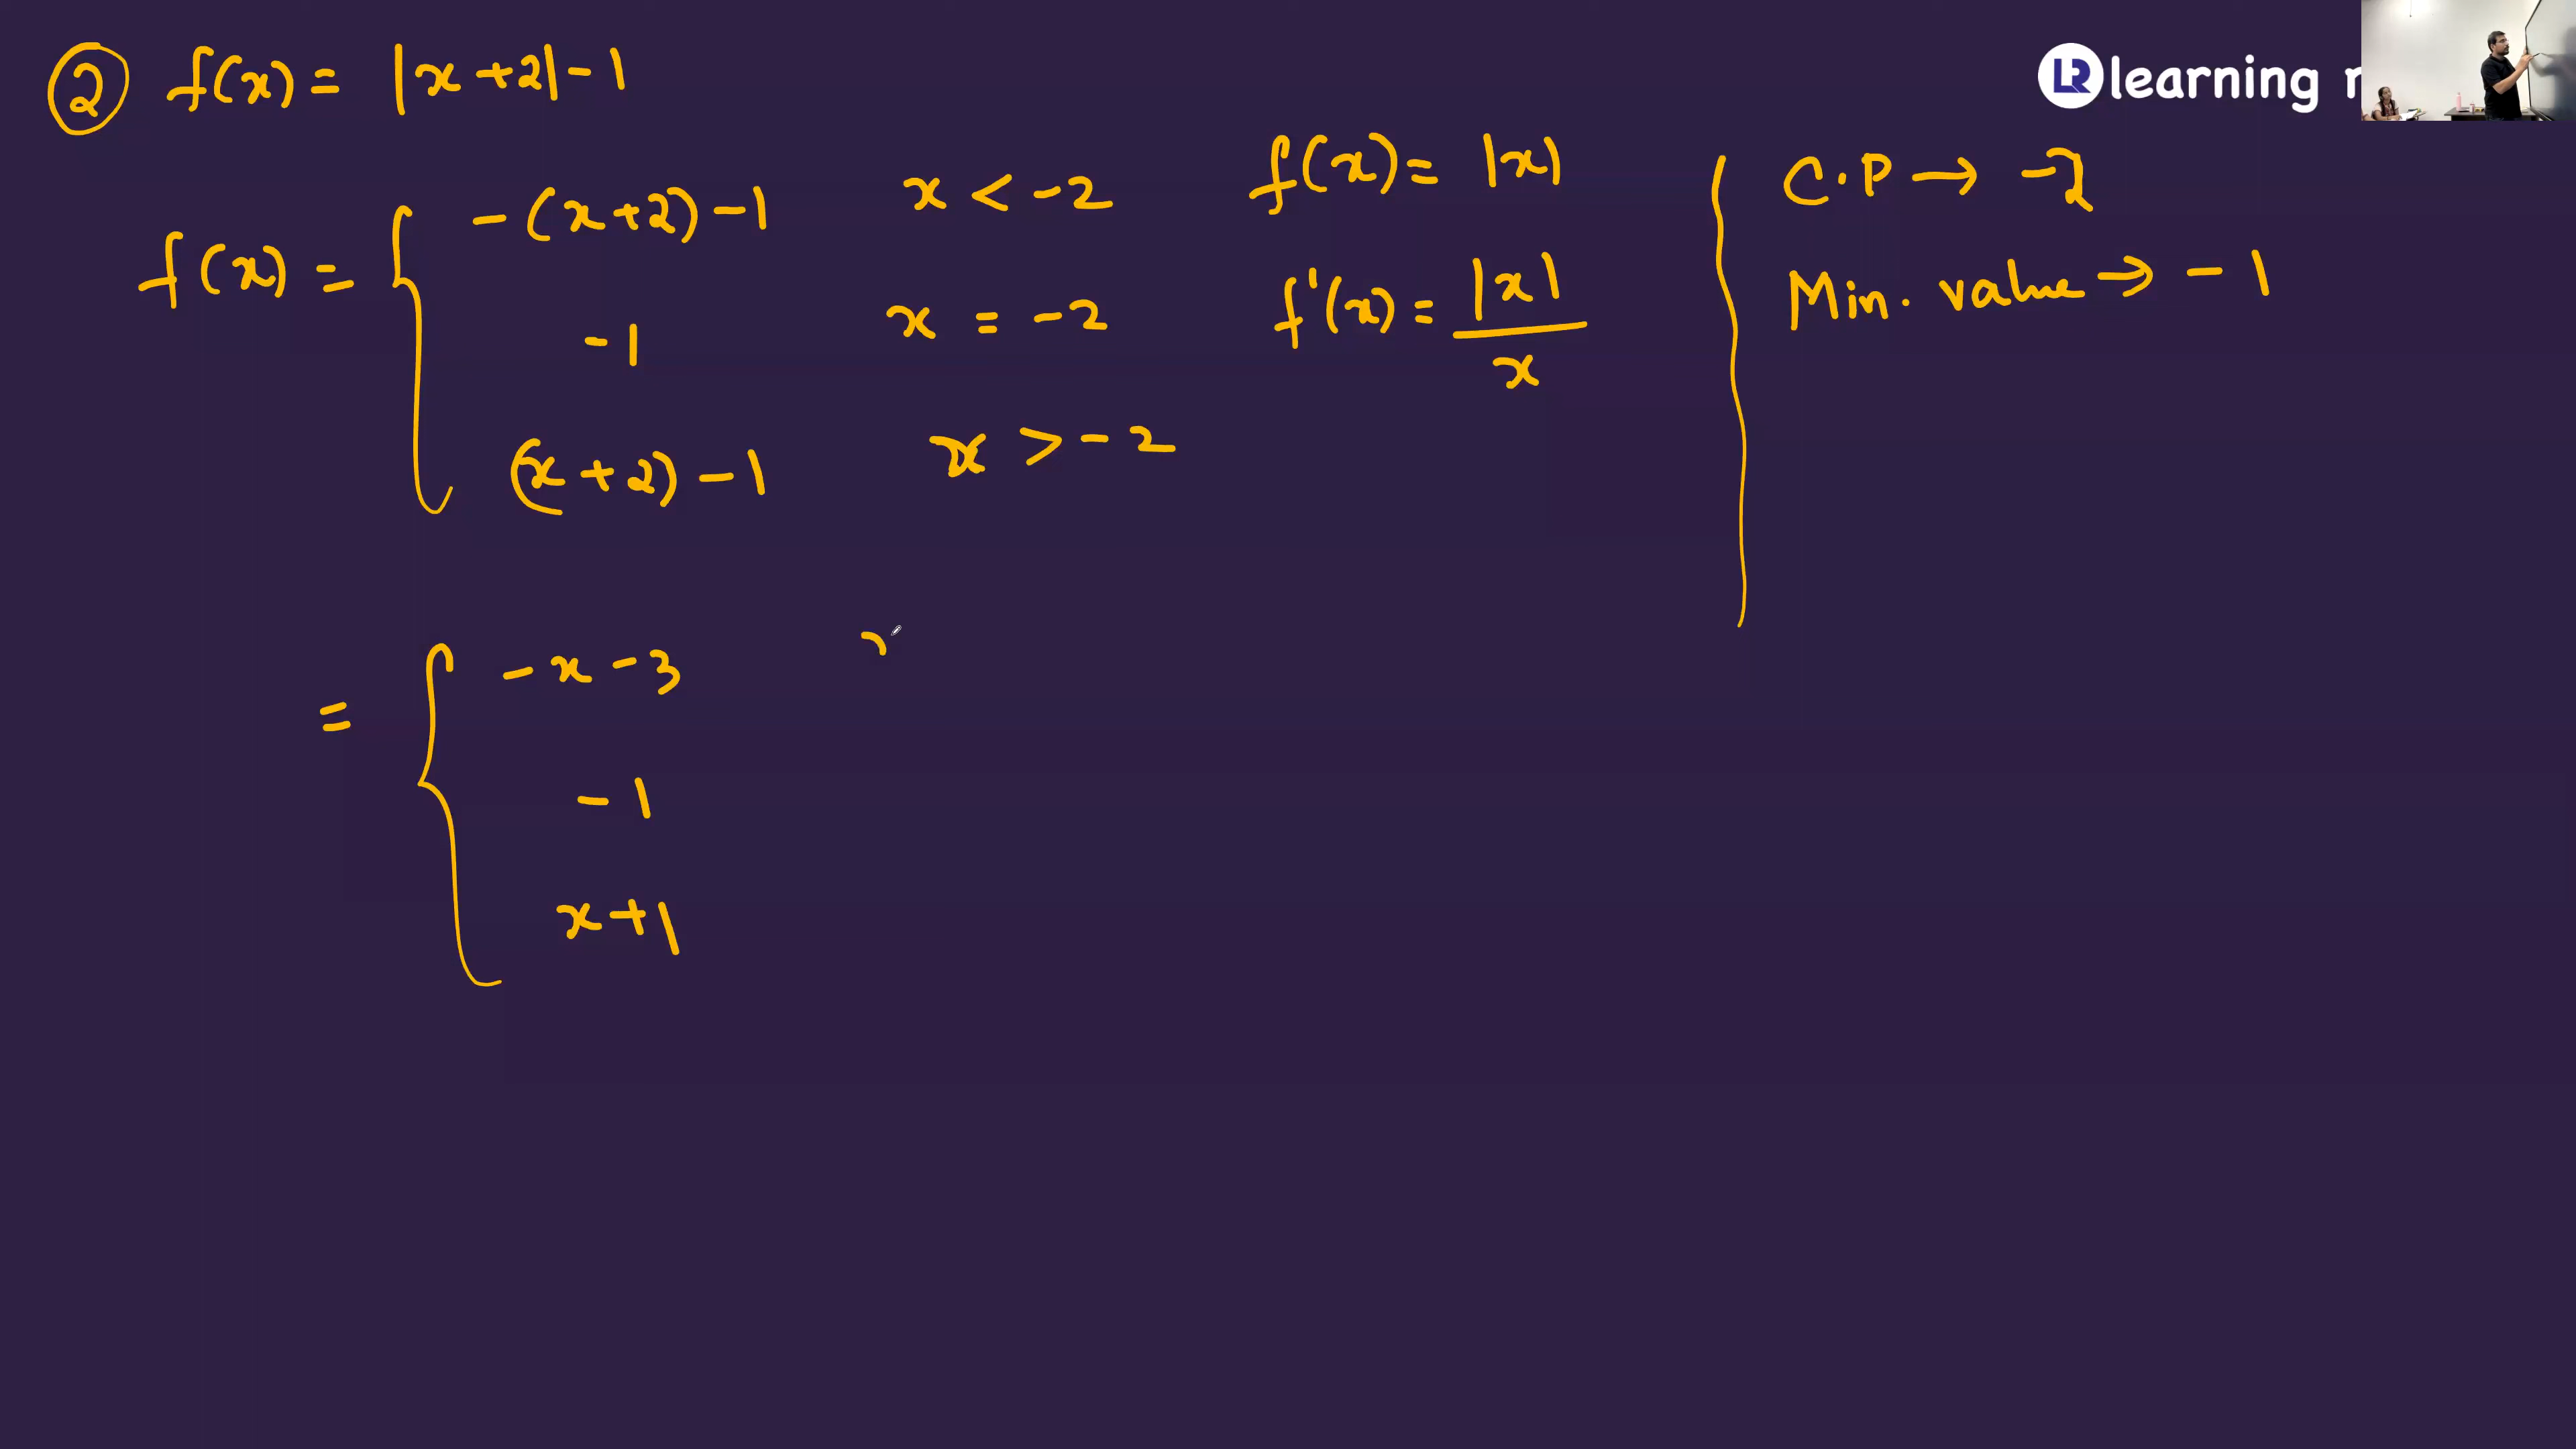 ② f(x) = |x+2| - 1
learning
f(x) = { -(x+2) - 1    x < -2
-1    x = -2
(x+2) - 1    x > -2
f(x) = |x|
f'(x) = |x| / x
C.P → -2
Min. value → -1
= { -x - 3
-1
x + 1